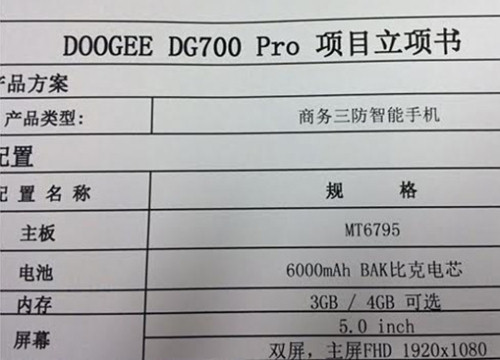 DOOGEE DG700 Pro 项目立项书
产品方案
产品类型: 商务三防智能手机
配置
配置名称 规 格
主板 MT6795
电池 6000mAh BAK比克电芯
内存 3GB / 4GB 可选
屏幕 5.0 inch
双屏，主屏FHD 1920x1080